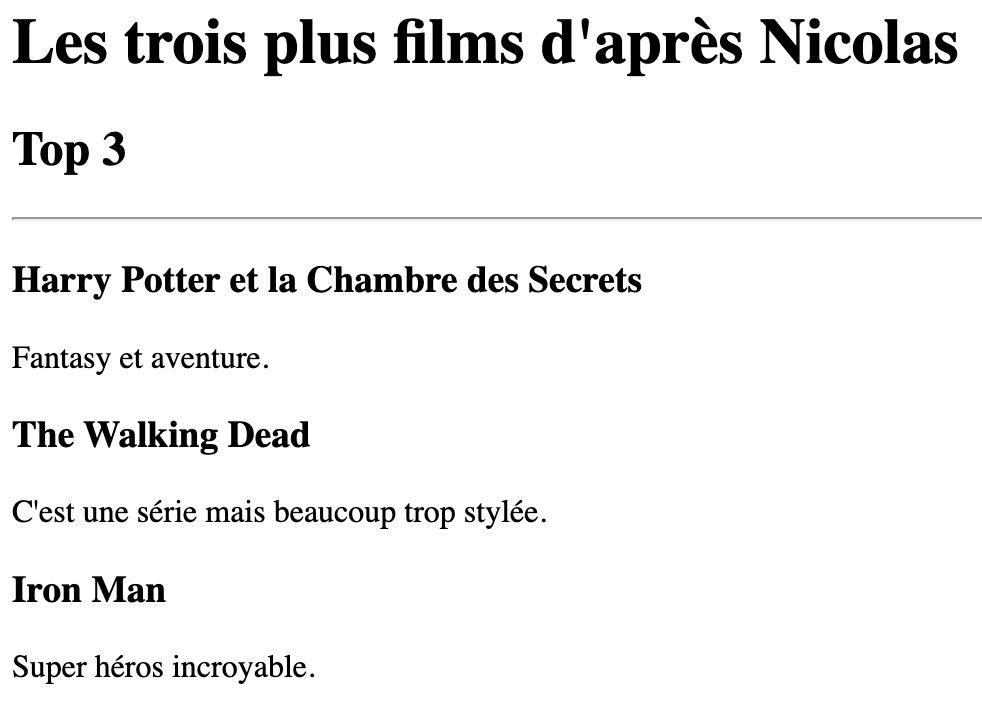 Les trois plus films d'après Nicolas
Top 3
Harry Potter et la Chambre des Secrets
Fantasy et aventure.
The Walking Dead
C'est une série mais beaucoup trop stylée.
Iron Man
Super héros incroyable.